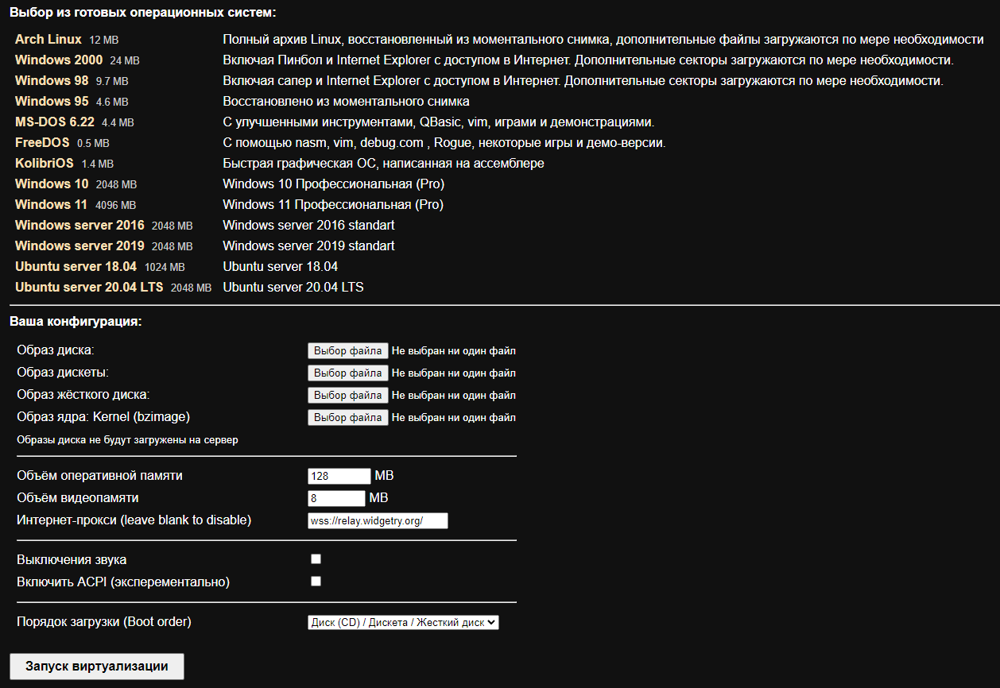 Выбор из готовых операционных систем:
Arch Linux 12 MB Полный архив Linux, восстановленный из моментального снимка, дополнительные файлы загружаются по мере необходимости
Windows 2000 24 MB Включая Пинбол и Internet Explorer с доступом в Интернет. Дополнительные секторы загружаются по мере необходимости.
Windows 98 9.7 MB Включая сапер и Internet Explorer с доступом в Интернет. Дополнительные секторы загружаются по мере необходимости.
Windows 95 4.6 MB Восстановлено из моментального снимка
MS-DOS 6.22 4.4 MB С улучшенными инструментами, QBasic, vim, играми и демонстрациями.
FreeDOS 0.5 MB С помощью nasm, vim, debug.com , Rogue, некоторые игры и демо-версии.
KolibriOS 1.4 MB Быстрая графическая ОС, написанная на ассемблере
Windows 10 2048 MB Windows 10 Профессиональная (Pro)
Windows 11 4096 MB Windows 11 Профессиональная (Pro)
Windows server 2016 2048 MB Windows server 2016 standart
Windows server 2019 2048 MB Windows server 2019 standart
Ubuntu server 18.04 1024 MB Ubuntu server 18.04
Ubuntu server 20.04 LTS 2048 MB Ubuntu server 20.04 LTS
Ваша конфигурация:
Образ диска: Выбор файла Не выбран ни один файл
Образ дискеты: Выбор файла Не выбран ни один файл
Образ жёсткого диска: Выбор файла Не выбран ни один файл
Образ ядра: Kernel (bzimage) Выбор файла Не выбран ни один файл
Образы диска не будут загружены на сервер
Объём оперативной памяти 128 MB
Объём видеопамяти 8 MB
Интернет-прокси (leave blank to disable) wss://relay.widgetry.org/
Выключения звука
Включить ACPI (эксперементально)
Порядок загрузки (Boot order) Диск (CD) / Дискета / Жесткий диск
Запуск виртуализации